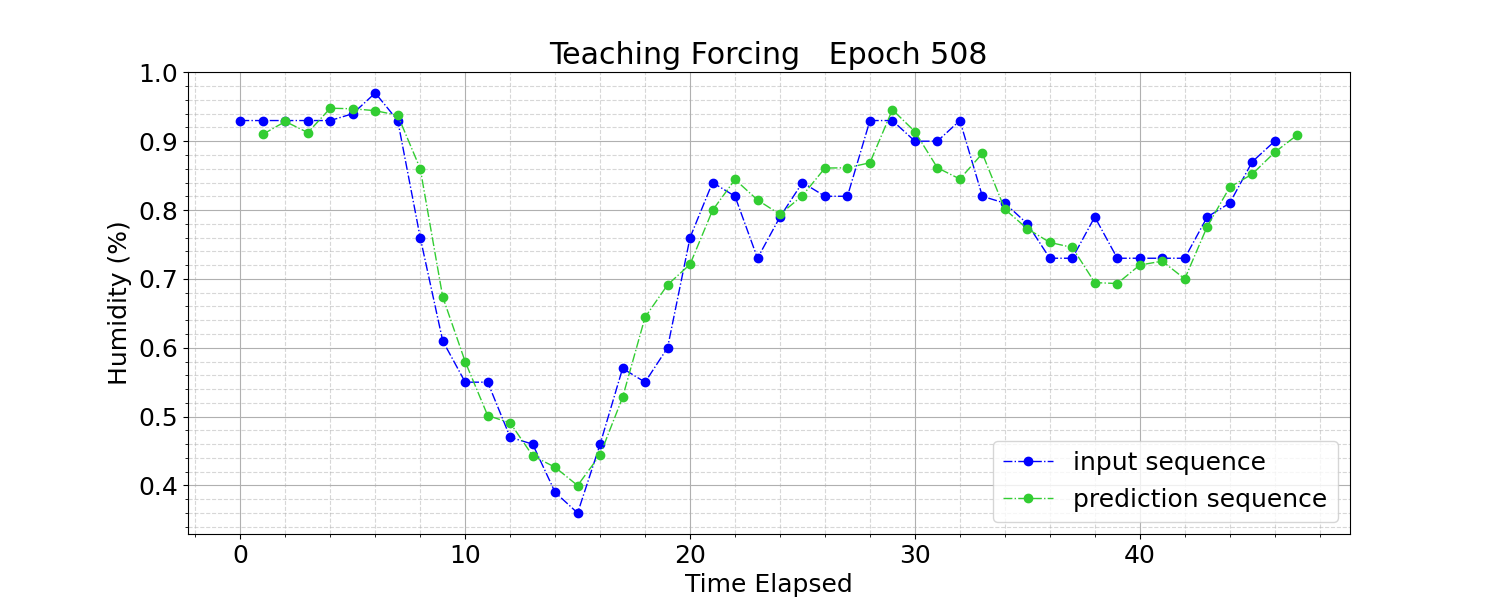 Teaching Forcing   Epoch 508
1.0
0.9
0.8
0.7
0.6
0.5
0.4
Humidity (%)
input sequence
prediction sequence
0 10 20 30 40
Time Elapsed